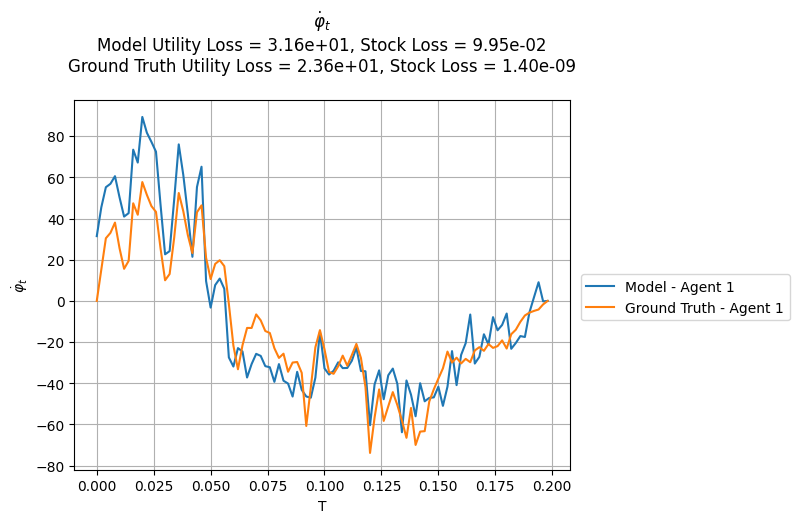 φ̇ₜ
Model Utility Loss = 3.16e+01, Stock Loss = 9.95e-02
Ground Truth Utility Loss = 2.36e+01, Stock Loss = 1.40e-09
80
60
40
20
0
−20
−40
−60
−80
φ̇ₜ
0.000
0.025
0.050
0.075
0.100
0.125
0.150
0.175
0.200
T
Model - Agent 1
Ground Truth - Agent 1